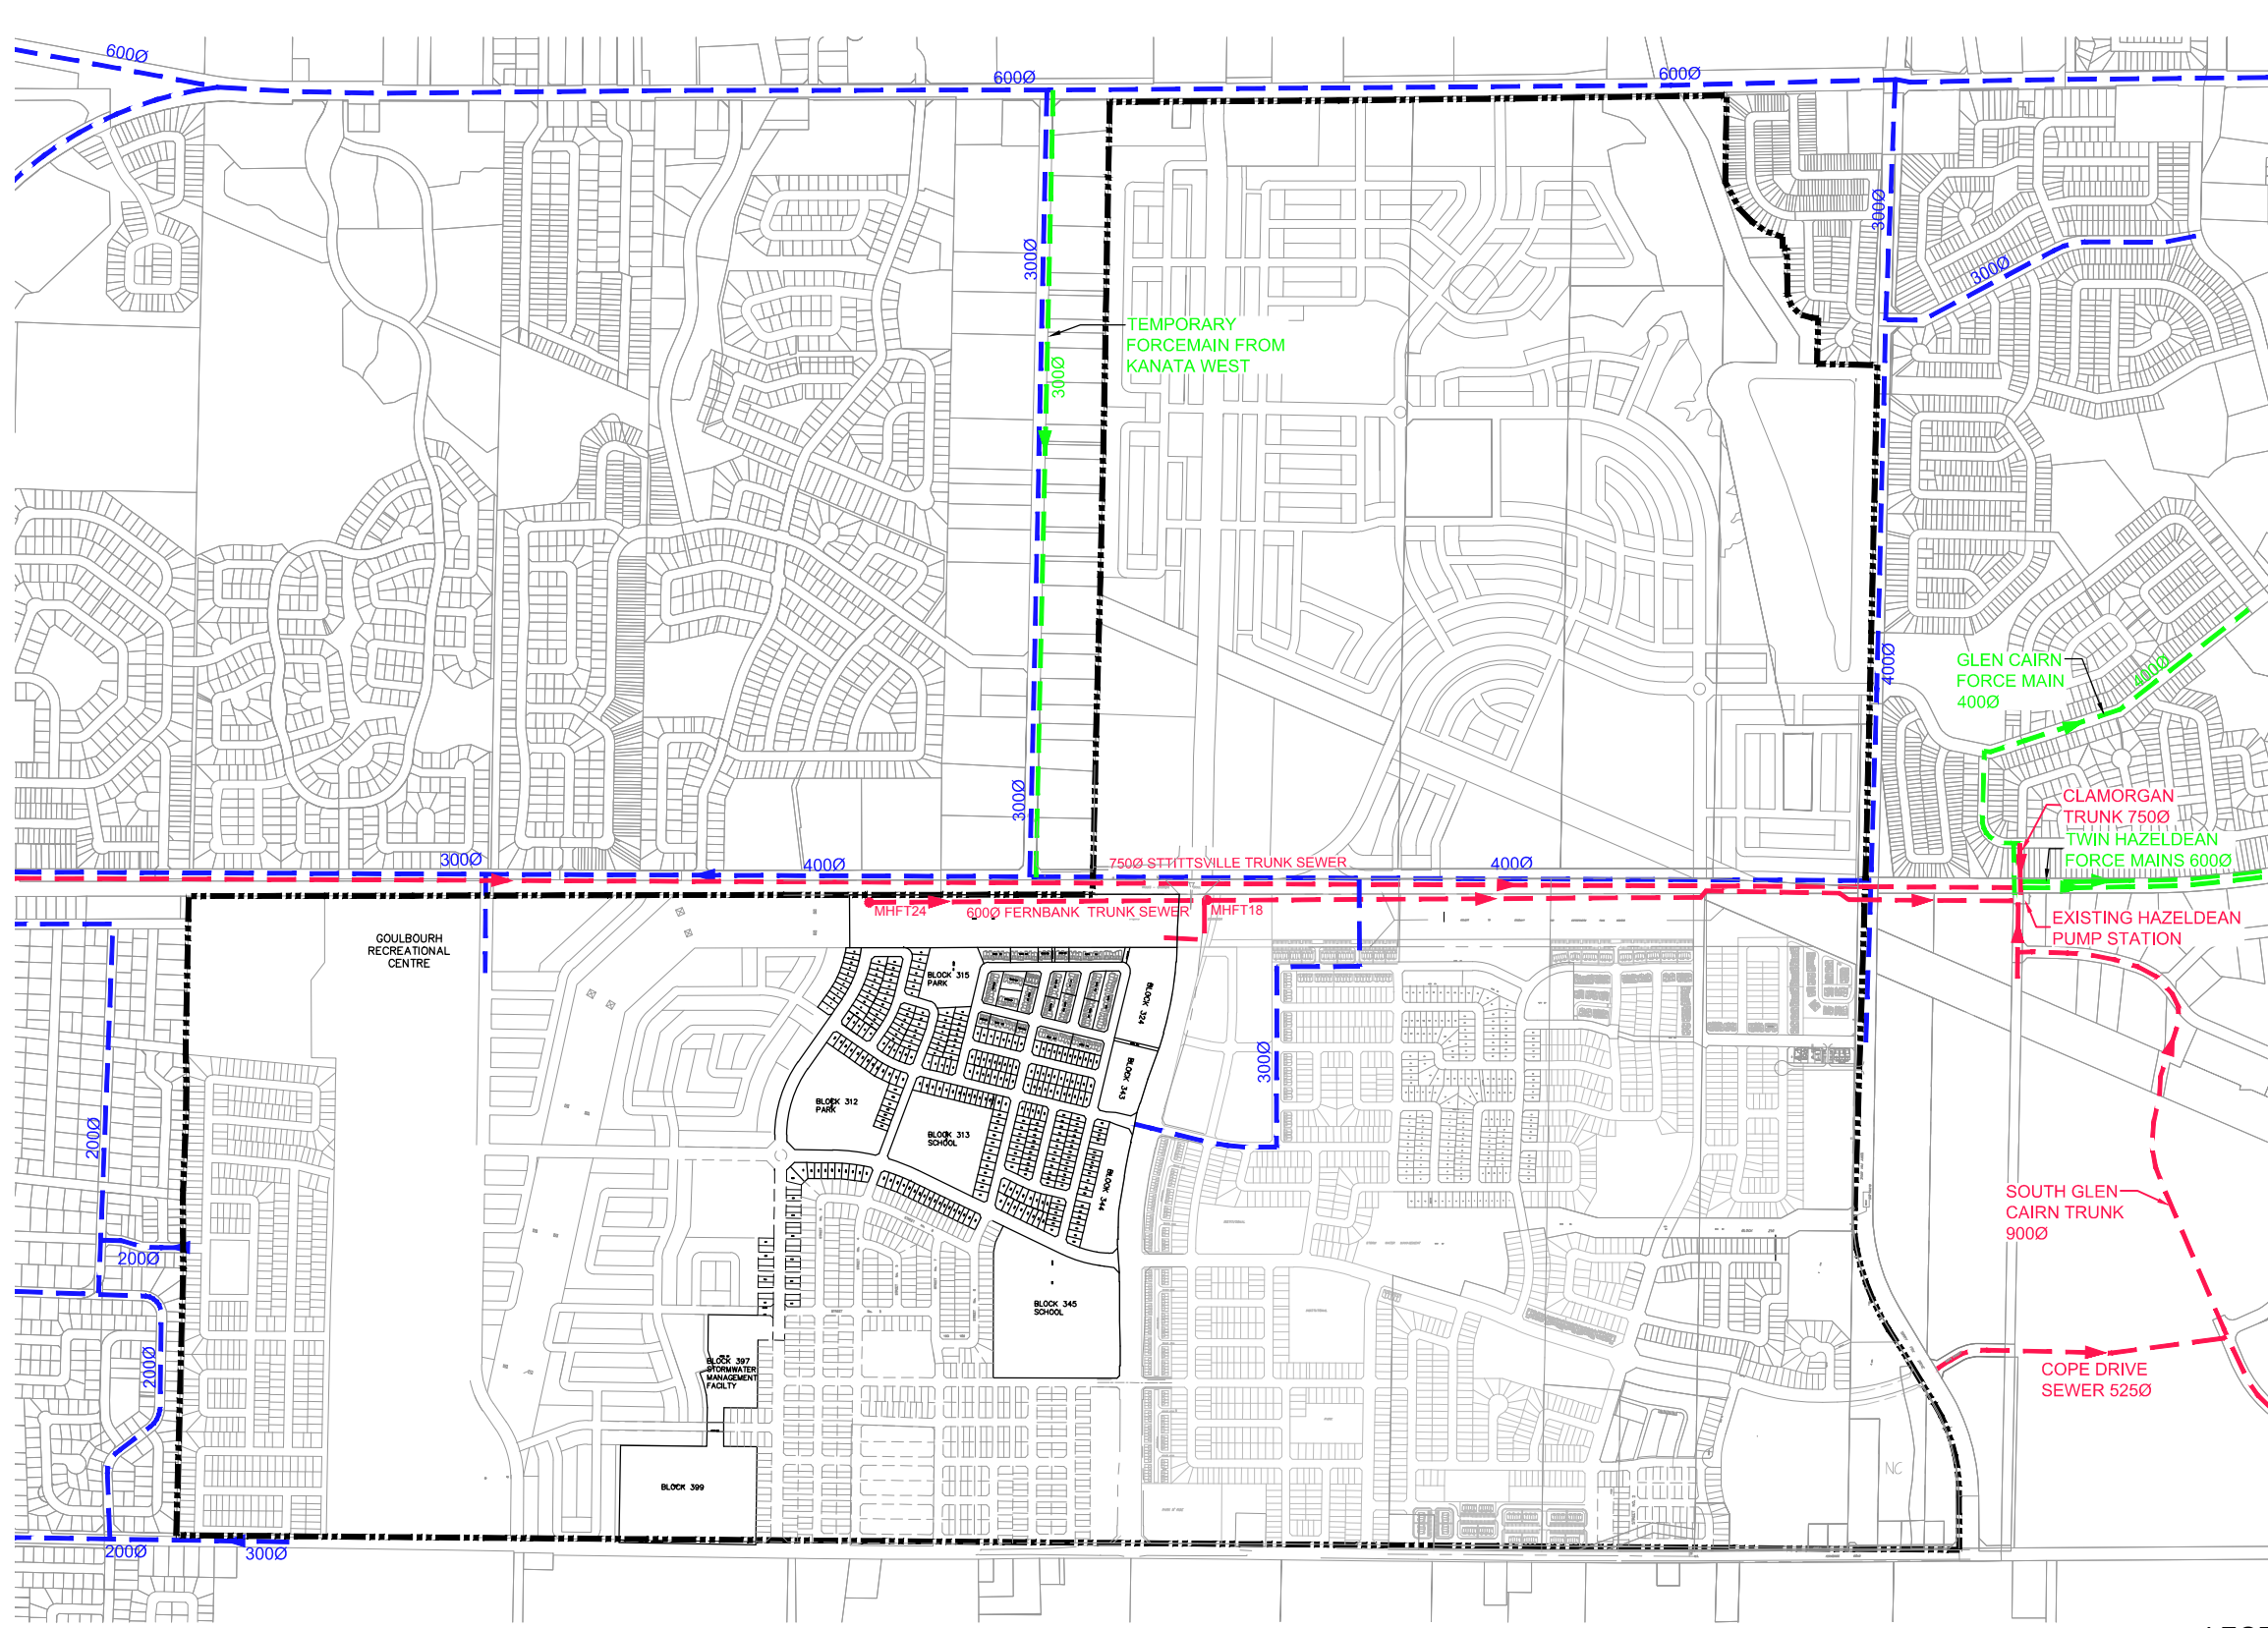 600Ø
600Ø
600Ø
300Ø
300Ø
300Ø
TEMPORARY
FORCEMAIN FROM
KANATA WEST
300Ø
400Ø
GLEN CAIRN
FORCE MAIN
400Ø
400Ø
300Ø
CLAMORGAN
TRUNK 750Ø
TWIN HAZELDEAN
FORCE MAINS 600Ø
300Ø
400Ø
750Ø STTITTSVILLE TRUNK SEWER
400Ø
MHFT24
600Ø FERNBANK TRUNK SEWER
MHFT18
EXISTING HAZELDEAN
PUMP STATION
GOULBOURH
RECREATIONAL
CENTRE
BLOCK 315
PARK
BLOCK 324
BLOCK 343
300Ø
BLOCK 312
PARK
BLOCK 313
SCHOOL
200Ø
BLOCK 344
SOUTH GLEN
CAIRN TRUNK
900Ø
200Ø
BLOCK 345
SCHOOL
200Ø
BLOCK 397
STORMWATER
MANAGEMENT
FACILTY
COPE DRIVE
SEWER 525Ø
NC
BLOCK 399
200Ø
300Ø